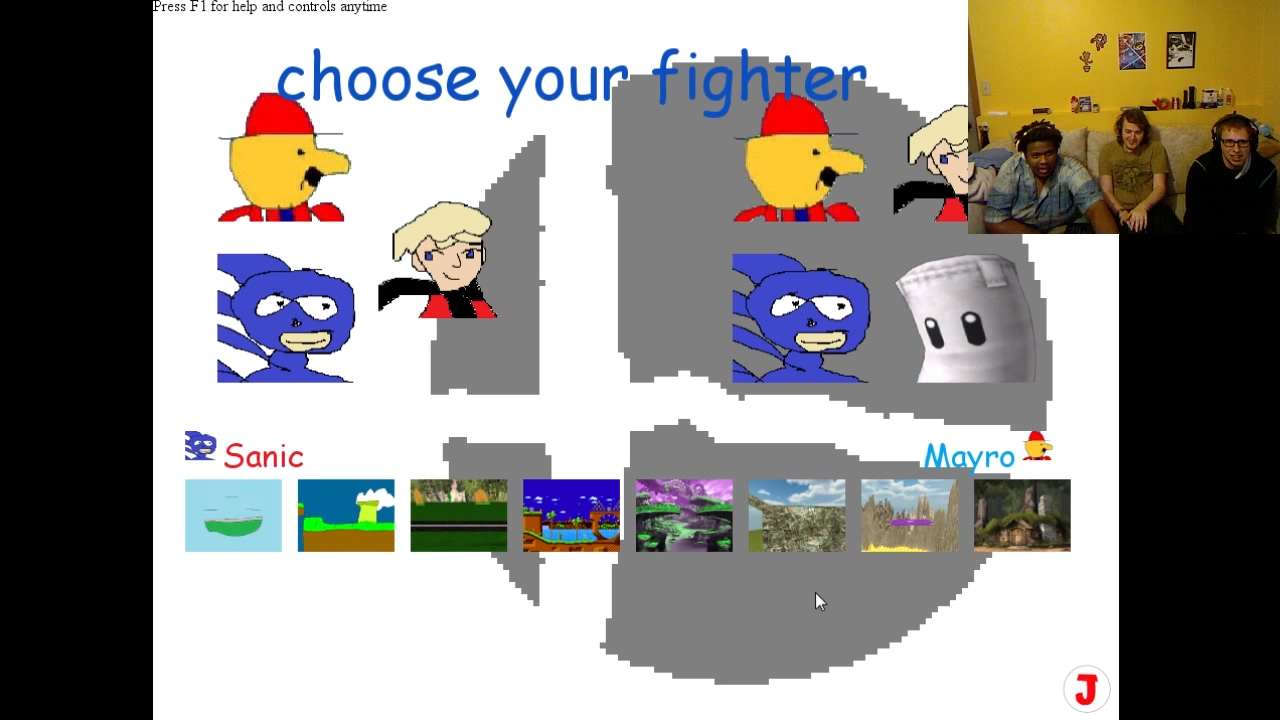 Press F1 for help and controls anytime
choose your fighter
Sanic
Mayro
J